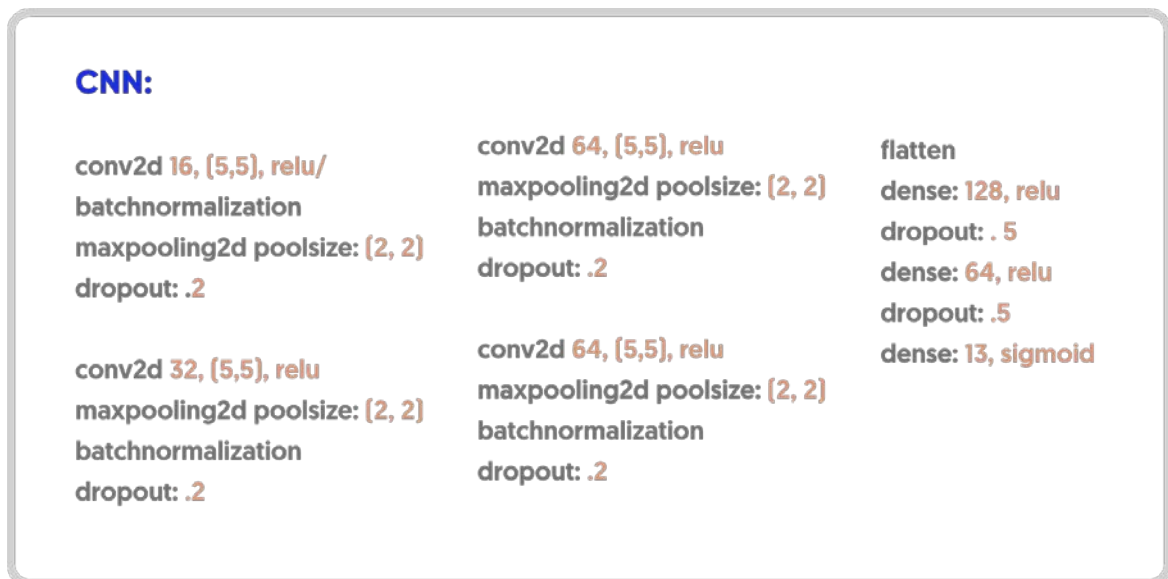 CNN:
conv2d 16, (5,5), relu/
batchnormalization
maxpooling2d poolsize: (2, 2)
dropout: .2
conv2d 32, (5,5), relu
maxpooling2d poolsize: (2, 2)
batchnormalization
dropout: .2
conv2d 64, (5,5), relu
maxpooling2d poolsize: (2, 2)
batchnormalization
dropout: .2
conv2d 64, (5,5), relu
maxpooling2d poolsize: (2, 2)
batchnormalization
dropout: .2
flatten
dense: 128, relu
dropout: . 5
dense: 64, relu
dropout: .5
dense: 13, sigmoid